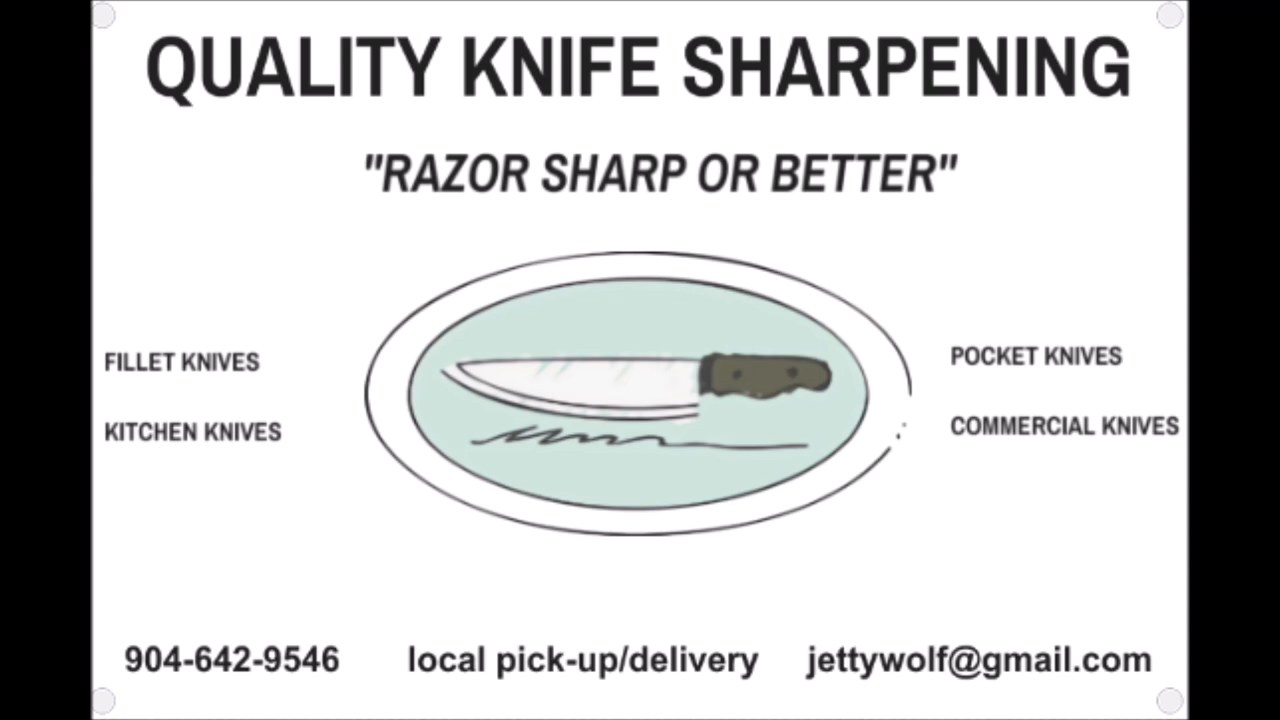 QUALITY KNIFE SHARPENING
"RAZOR SHARP OR BETTER"
FILLET KNIVES
KITCHEN KNIVES
POCKET KNIVES
COMMERCIAL KNIVES
904-642-9546 local pick-up/delivery jettywolf@gmail.com